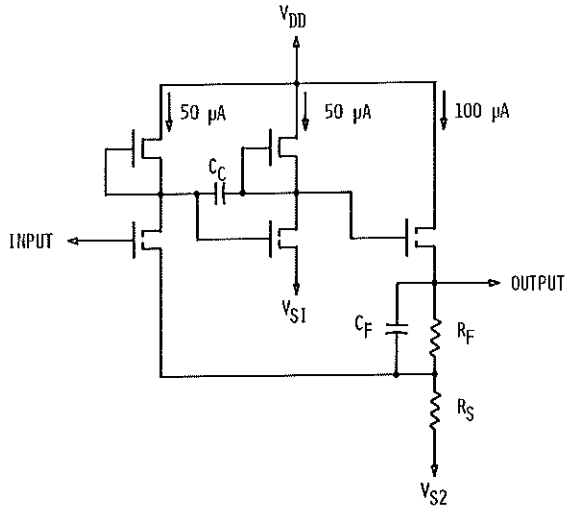 V_DD
50 μA
50 μA
100 μA
C_C
INPUT
V_SI
OUTPUT
C_F
R_F
R_S
V_S2